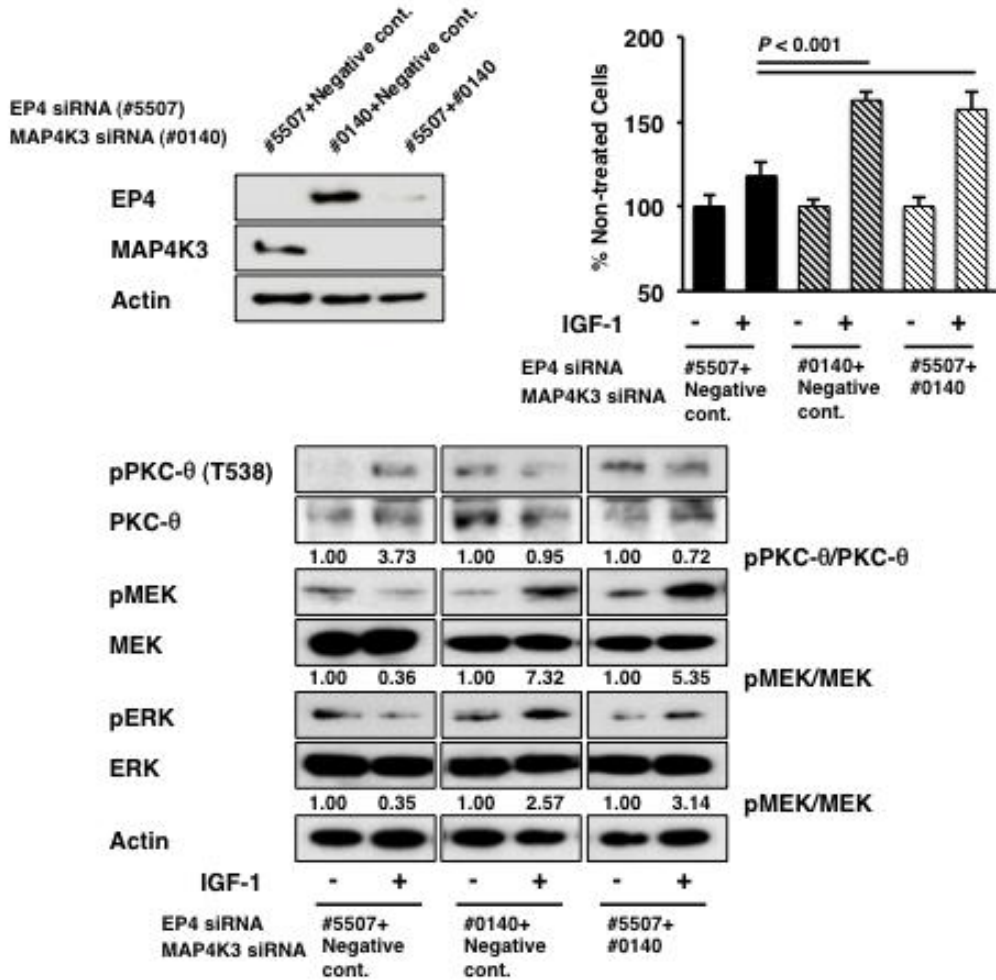 #5507+Negative cont.
#0140+Negative cont.
#5507+#0140
EP4 siRNA (#5507)
MAP4K3 siRNA (#0140)
EP4
MAP4K3
Actin
% Non-treated Cells
200
150
100
50
P < 0.001
IGF-1 - + - + - +
EP4 siRNA
MAP4K3 siRNA
#5507+
Negative
cont.
#0140+
Negative
cont.
#5507+
#0140
pPKC-θ (T538)
PKC-θ
1.00 3.73 1.00 0.95 1.00 0.72 pPKC-θ/PKC-θ
pMEK
MEK
1.00 0.36 1.00 7.32 1.00 5.35 pMEK/MEK
pERK
ERK
1.00 0.35 1.00 2.57 1.00 3.14 pMEK/MEK
Actin
IGF-1 - + - + - +
EP4 siRNA
MAP4K3 siRNA
#5507+
Negative
cont.
#0140+
Negative
cont.
#5507+
#0140